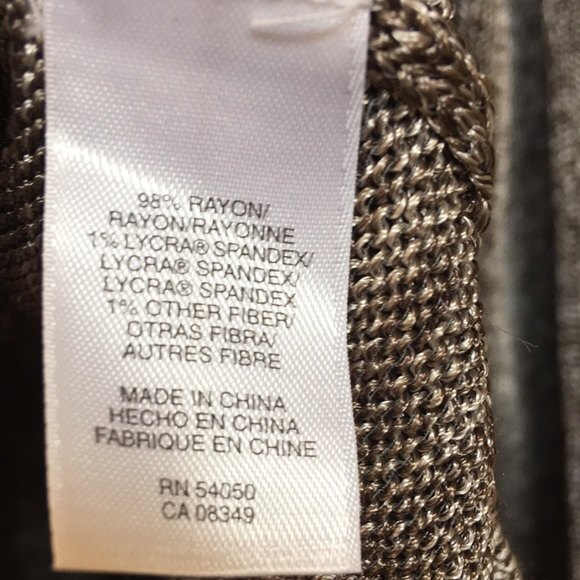 98% RAYON/
RAYON/RAYONNE
1% LYCRA® SPANDEX/
LYCRA® SPANDEX/
LYCRA® SPANDEX
1% OTHER FIBER/
OTRAS FIBRA/
AUTRES FIBRE
MADE IN CHINA
HECHO EN CHINA
FABRIQUE EN CHINE
RN 54050
CA 08349